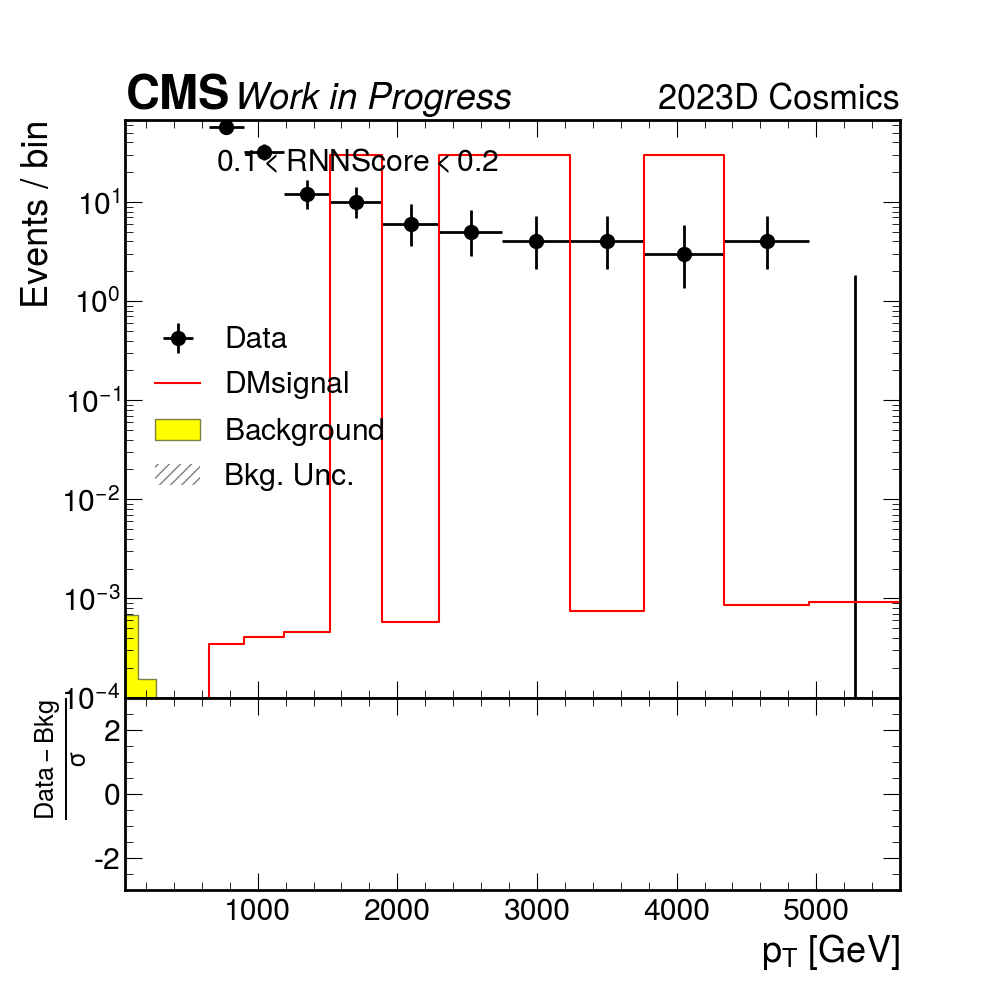 CMS Work in Progress 2023D Cosmics
Events / bin
0.1 < RNNScore < 0.2
10¹
10⁰
10⁻¹
10⁻²
10⁻³
10⁻⁴
Data
DMsignal
Background
Bkg. Unc.
Data – Bkg
σ
2
0
-2
1000 2000 3000 4000 5000
p_T [GeV]